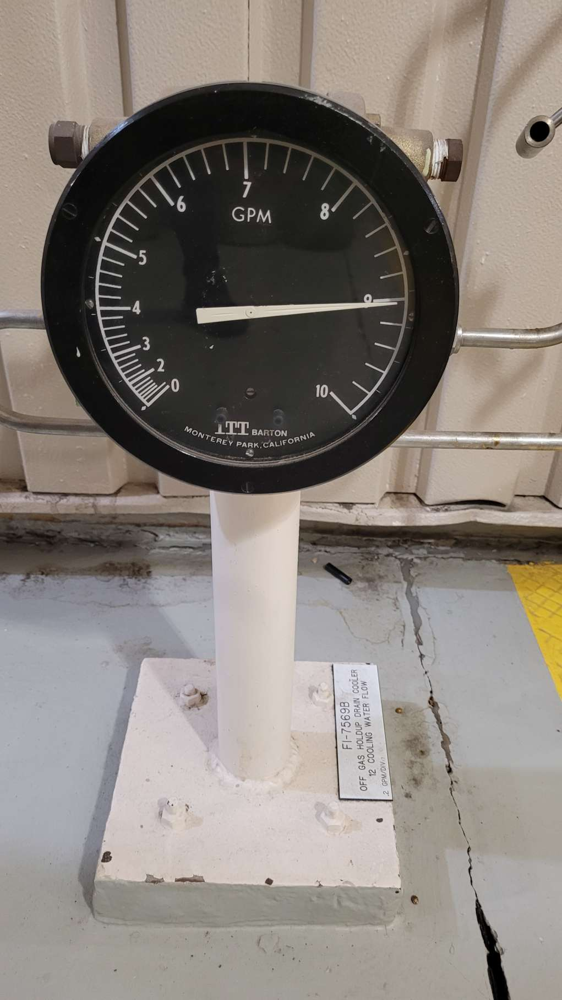 7
6
8
GPM
5
9
4
3
2
0
10
ITT BARTON
MONTEREY PARK, CALIFORNIA
FI-7569B
OFF GAS HOLDUP DRAIN COOLER
12 COOLING WATER FLOW
.2 GPM/DIV.